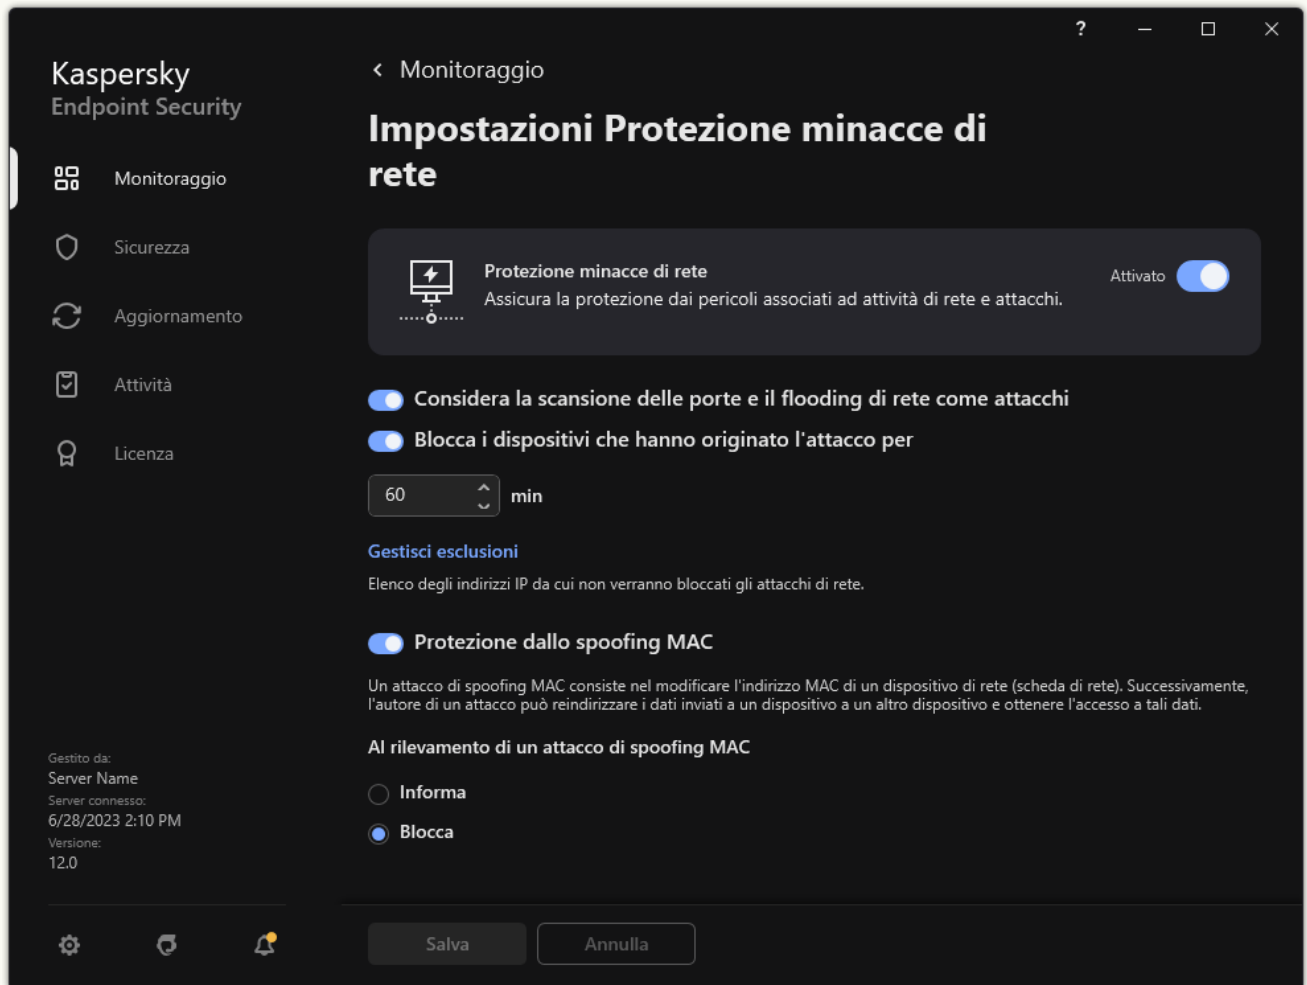 ?
Kaspersky
Endpoint Security
Monitoraggio
Sicurezza
Aggiornamento
Attività
Licenza
Gestito da:
Server Name
Server connesso:
6/28/2023 2:10 PM
Versione:
12.0
Monitoraggio
Impostazioni Protezione minacce di
rete
Protezione minacce di rete
Assicura la protezione dai pericoli associati ad attività di rete e attacchi.
Attivato
Considera la scansione delle porte e il flooding di rete come attacchi
Blocca i dispositivi che hanno originato l'attacco per
60 min
Gestisci esclusioni
Elenco degli indirizzi IP da cui non verranno bloccati gli attacchi di rete.
Protezione dallo spoofing MAC
Un attacco di spoofing MAC consiste nel modificare l'indirizzo MAC di un dispositivo di rete (scheda di rete). Successivamente,
l'autore di un attacco può reindirizzare i dati inviati a un dispositivo a un altro dispositivo e ottenere l'accesso a tali dati.
Al rilevamento di un attacco di spoofing MAC
Informa
Blocca
Salva
Annulla